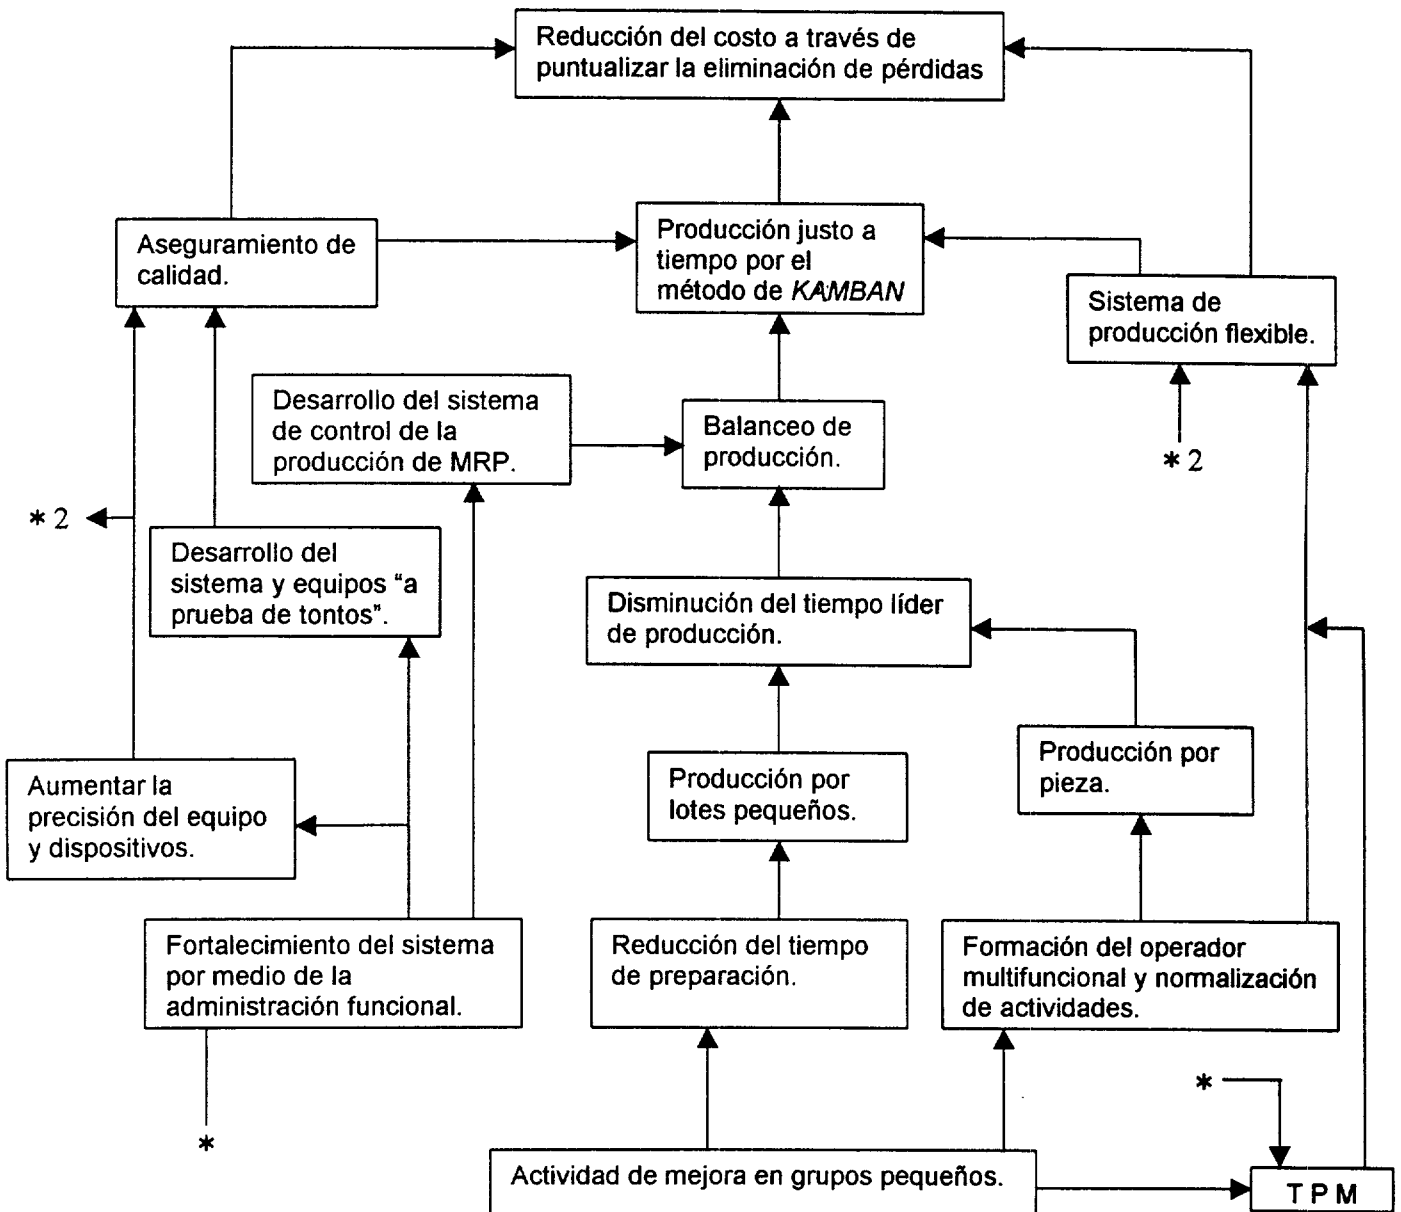 Reducción del costo a través de
puntualizar la eliminación de pérdidas
Aseguramiento de
calidad.
Producción justo a
tiempo por el
método de KAMBAN
Sistema de
producción flexible.
Desarrollo del sistema
de control de la
producción de MRP.
Balanceo de
producción.
* 2
* 2
Desarrollo del
sistema y equipos “a
prueba de tontos”.
Disminución del tiempo líder
de producción.
Aumentar la
precisión del equipo
y dispositivos.
Producción por
lotes pequeños.
Producción por
pieza.
Fortalecimiento del sistema
por medio de la
administración funcional.
Reducción del tiempo
de preparación.
Formación del operador
multifuncional y normalización
de actividades.
*
*
Actividad de mejora en grupos pequeños.
T P M